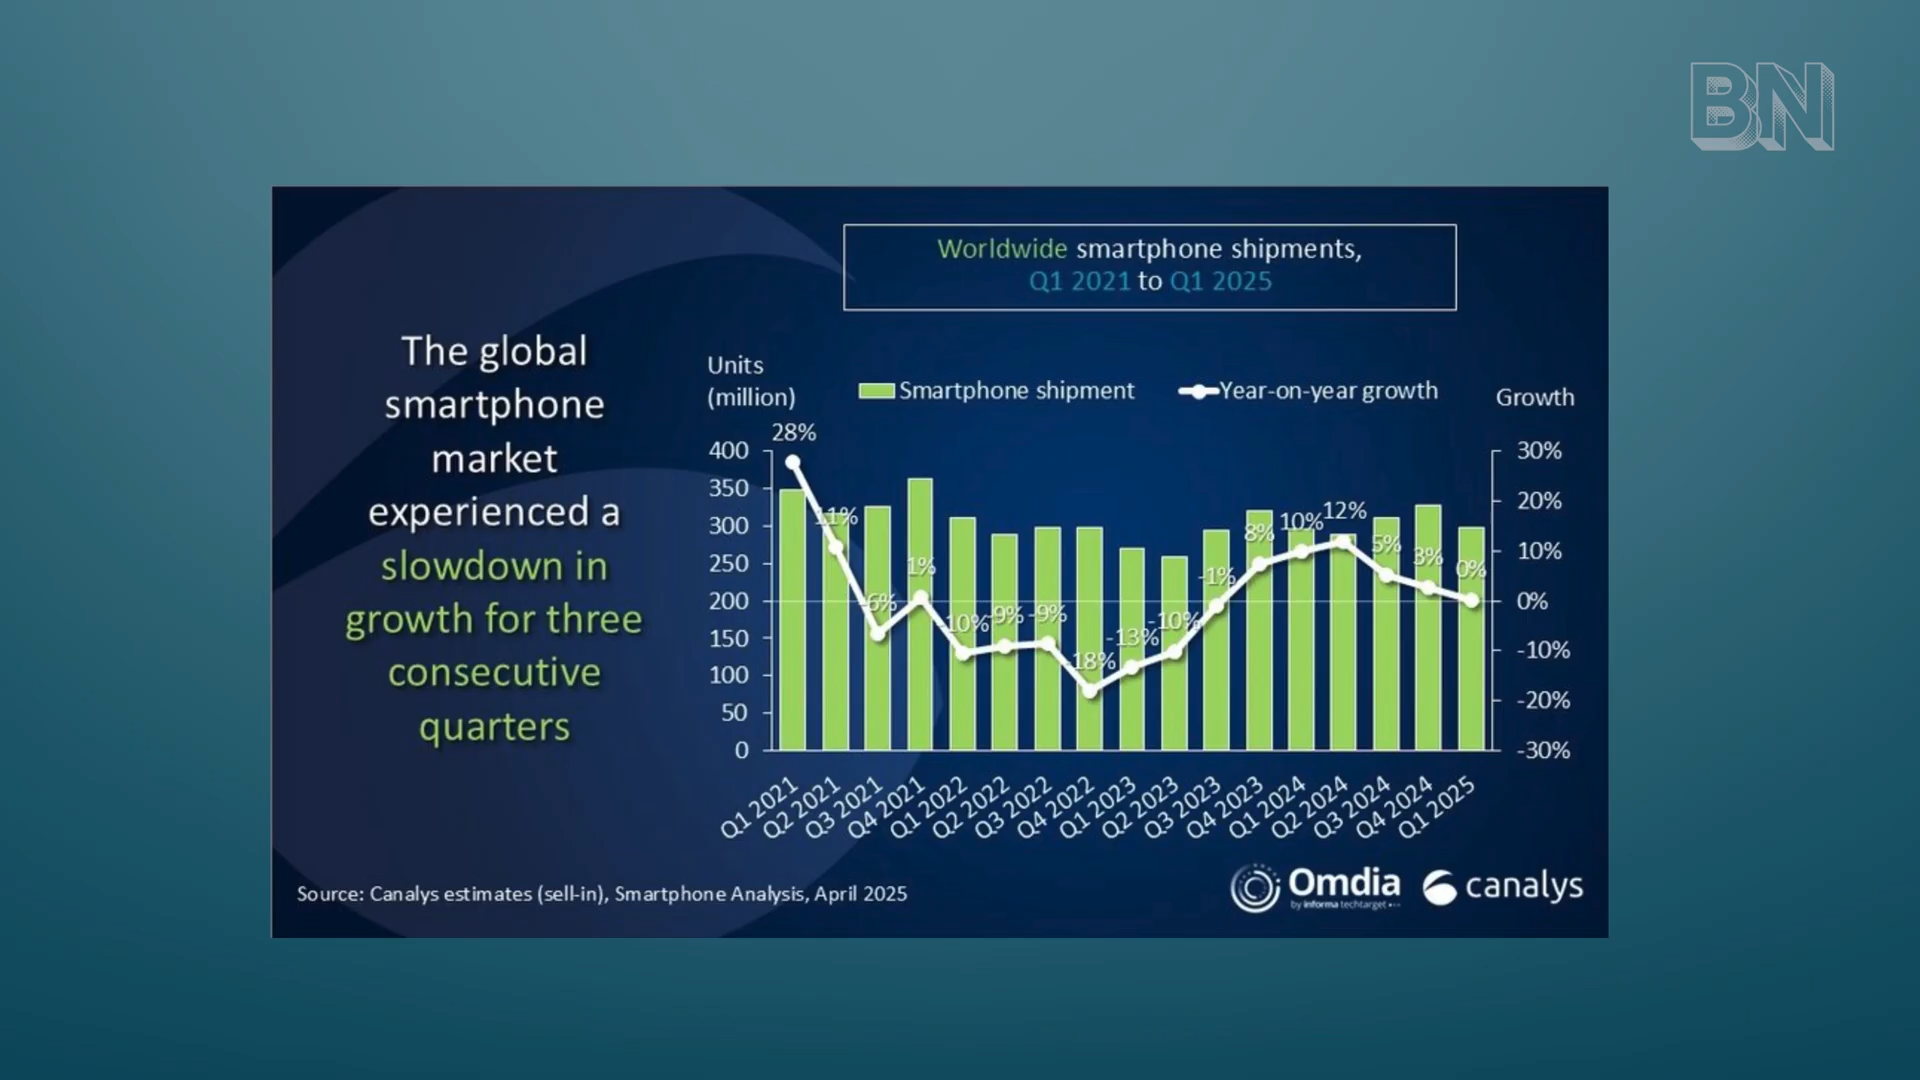 BN
Worldwide smartphone shipments,
Q1 2021 to Q1 2025
The global
smartphone
market
experienced a
slowdown in
growth for three
consecutive
quarters
Units
(million)
Smartphone shipment
Year-on-year growth
Growth
400
350
300
250
200
150
100
50
0
28%
11%
-6%
1%
-10%
-9%
-9%
-18%
-13%
-10%
-1%
8%
10%
12%
5%
3%
0%
30%
20%
10%
0%
-10%
-20%
-30%
Q1 2021
Q2 2021
Q3 2021
Q4 2021
Q1 2022
Q2 2022
Q3 2022
Q4 2022
Q1 2023
Q2 2023
Q3 2023
Q4 2023
Q1 2024
Q2 2024
Q3 2024
Q4 2024
Q1 2025
Source: Canalys estimates (sell-in), Smartphone Analysis, April 2025
Omdia
by informa techtarget
canalys